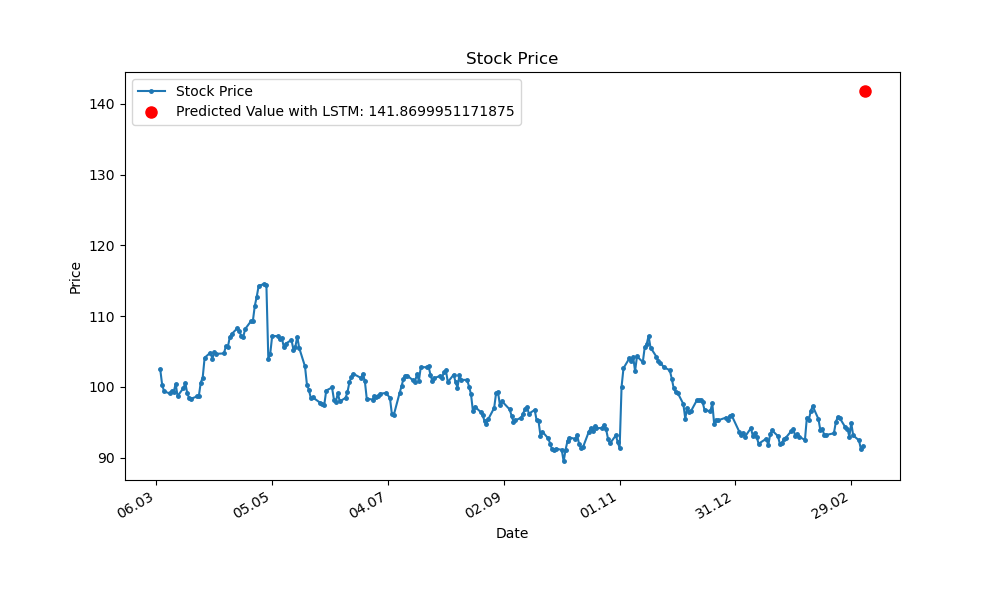 Stock Price
Stock Price
Predicted Value with LSTM: 141.8699951171875
140
130
120
110
100
90
Price
06.03
05.05
04.07
02.09
01.11
31.12
29.02
Date